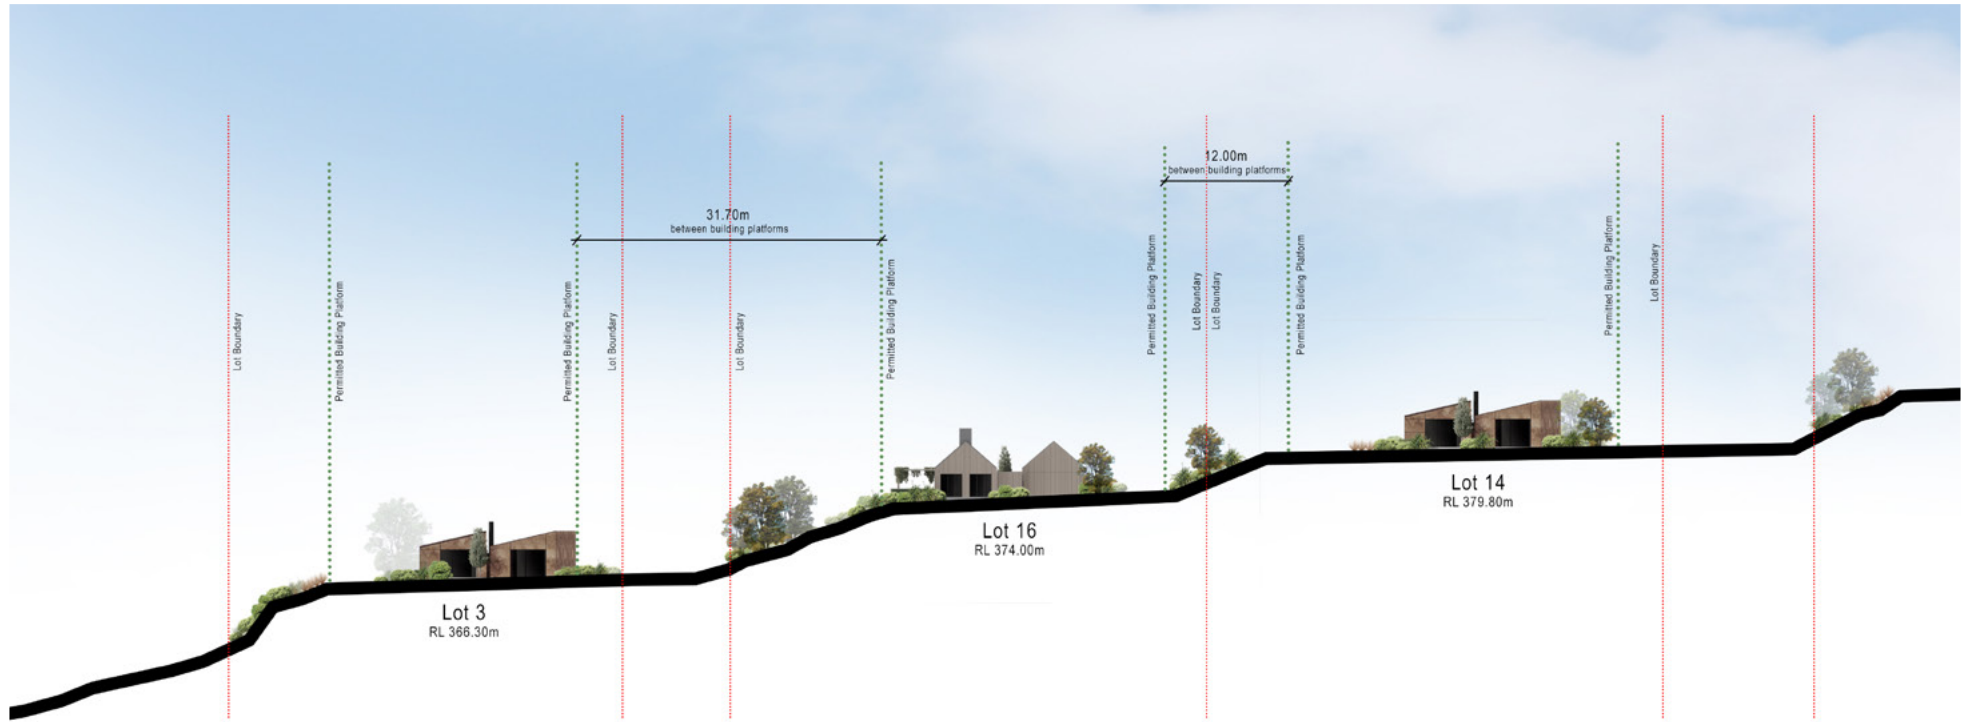 12.00m
between building platforms
31.70m
between building platforms
Lot Boundary
Permitted Building Platform
Permitted Building Platform
Lot Boundary
Lot Boundary
Permitted Building Platform
Permitted Building Platform
Lot Boundary
Lot Boundary
Permitted Building Platform
Permitted Building Platform
Lot Boundary
Lot 3
RL 366.30m
Lot 16
RL 374.00m
Lot 14
RL 379.80m